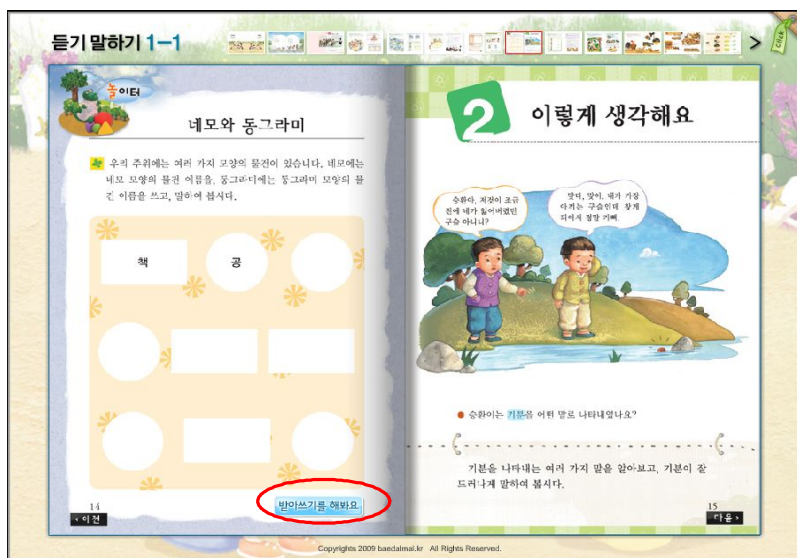 듣기 말하기 1-1
>
Click
놀이터
네모와 동그라미
우리 주위에는 여러 가지 모양의 물건이 있습니다. 네모에는
네모 모양의 물건 이름을, 동그라미에는 동그라미 모양의 물
건 이름을 쓰고, 말하여 봅시다.
책
공
받아쓰기를 해봐요
14
‹ 이전
2 이렇게 생각해요
승환아, 저것이 조금
전에 네가 잃어버렸던
구슬 아니니?
맞아, 맞아. 내가 가장
아끼는 구슬인데 찾게
되어서 정말 기뻐.
승환이는 기분을 어떤 말로 나타내었나요?
기분을 나타내는 여러 가지 말을 알아보고, 기분이 잘
드러나게 말하여 봅시다.
15
다음 ›
Copyrights 2009 baedalmal.kr All Rights Reserved.